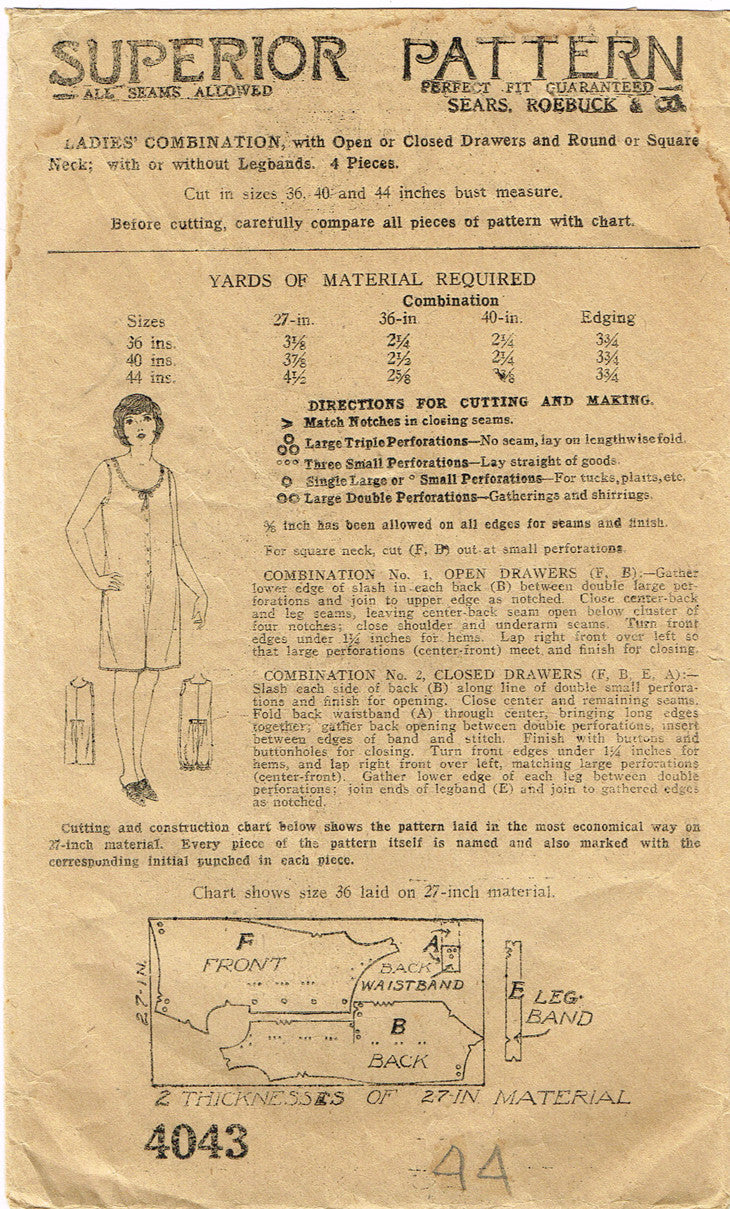 SUPERIOR PATTERN
ALL SEAMS ALLOWED
PERFECT FIT GUARANTEED
SEARS, ROEBUCK & Co.
LADIES' COMBINATION, with Open or Closed Drawers and Round or Square
Neck; with or without Legbands. 4 Pieces.
Cut in sizes 36, 40 and 44 inches bust measure.
Before cutting, carefully compare all pieces of pattern with chart.
YARDS OF MATERIAL REQUIRED
Combination
Sizes 27-in. 36-in. 40-in. Edging
36 ins. 3⅛ 2¼ 2¼ 3¾
40 ins. 3⅞ 2½ 2¼ 3¾
44 ins. 4½ 2⅝ 3¾
DIRECTIONS FOR CUTTING AND MAKING.
Match Notches in closing seams.
Large Triple Perforations—No seam, lay on lengthwise fold.
Three Small Perforations—Lay straight of goods.
Single Large or ° Small Perforations—For tucks, plaits, etc.
Large Double Perforations—Gatherings and shirrings.
⅜ inch has been allowed on all edges for seams and finish.
For square neck, cut (F, B) out at small perforations.
COMBINATION No. 1, OPEN DRAWERS (F, B):—Gather
lower edge of slash in each back (B) between double large per-
forations and join to upper edge as notched. Close center-back
and leg seams, leaving center-back seam open below cluster of
four notches; close shoulder and underarm seams. Turn front
edges under 1¼ inches for hems. Lap right front over left so
that large perforations (center-front) meet and finish for closing.
COMBINATION No. 2, CLOSED DRAWERS (F, B, E, A):—
Slash each side of back (B) along line of double small perfora-
tions and finish for opening. Close center and remaining seams.
Fold back waistband (A) through center, bringing long edges
together; gather back opening between double perforations, insert
between edges of band and stitch. Finish with buttons and
buttonholes for closing. Turn front edges under 1¼ inches for
hems, and lap right front over left, matching large perforations
(center-front). Gather lower edge of each leg between double
perforations; join ends of legband (E) and join to gathered edges
as notched.
Cutting and construction chart below shows the pattern laid in the most economical way on
27-inch material. Every piece of the pattern itself is named and also marked with the
corresponding initial punched in each piece.
Chart shows size 36 laid on 27-inch material.
27-IN.
F
FRONT
A
BACK
WAISTBAND
B
BACK
E
LEG-
BAND
2 THICKNESSES OF 27-IN MATERIAL
4043
44